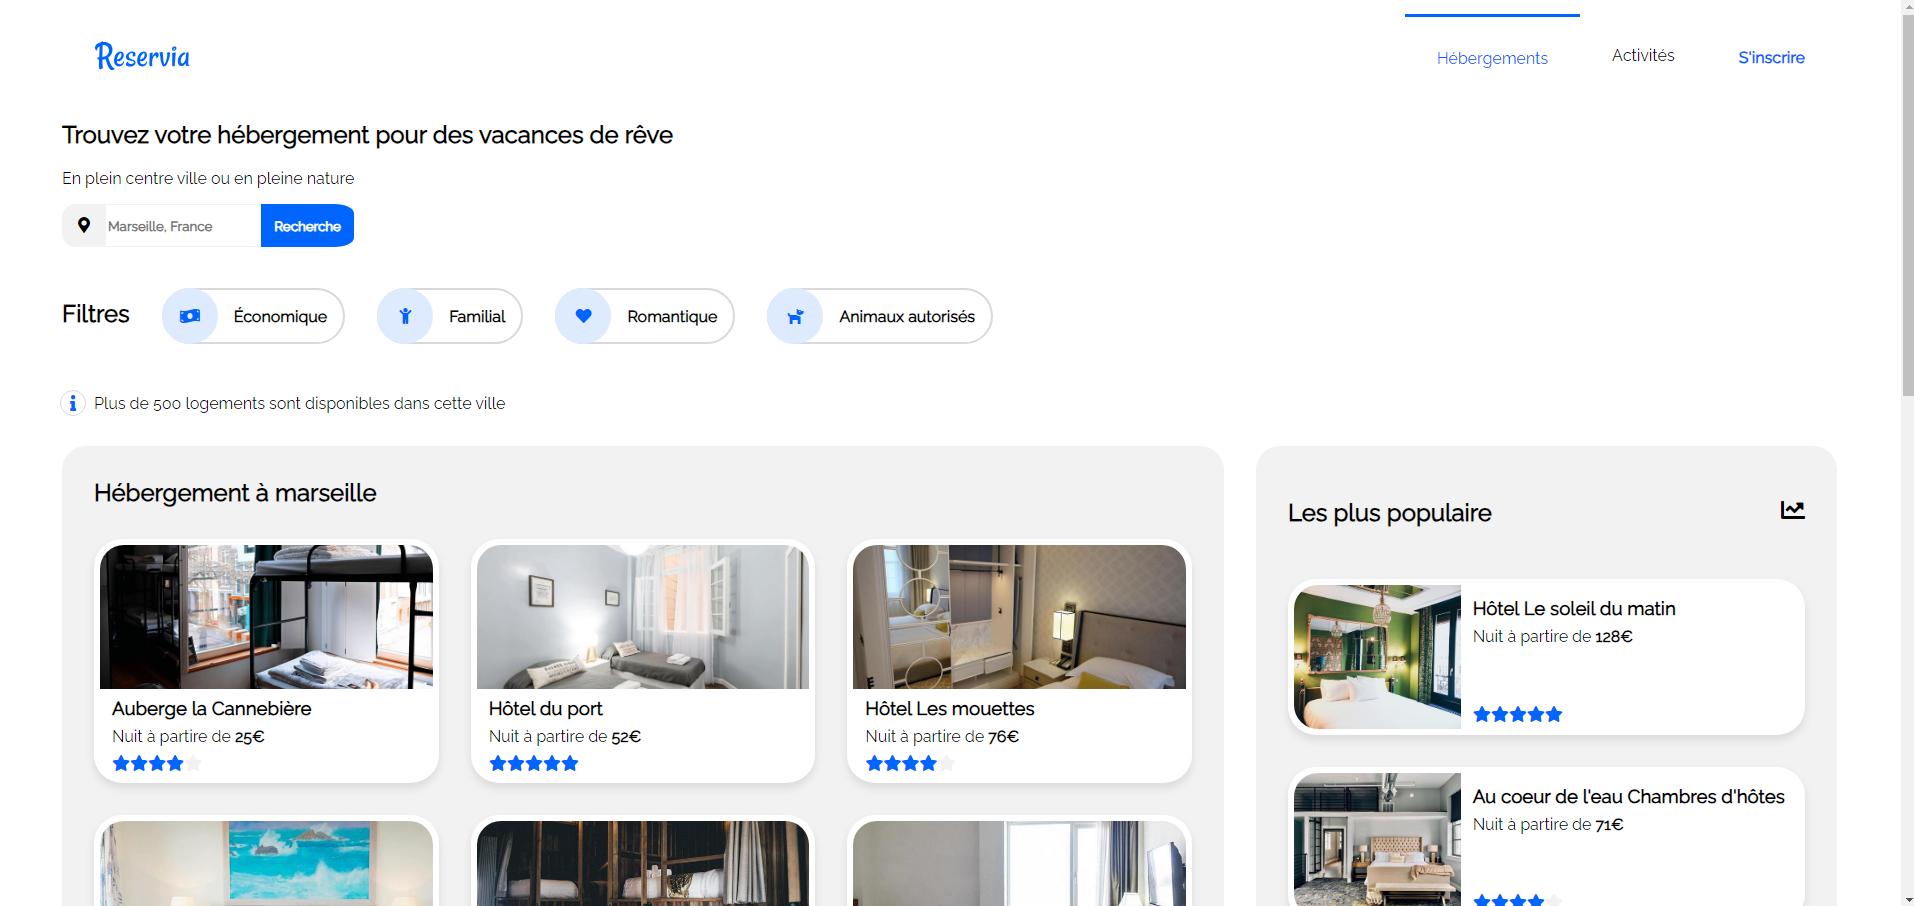 Reservia
Hébergements
Activités
S'inscrire
Trouvez votre hébergement pour des vacances de rêve
En plein centre ville ou en pleine nature
Marseille, France
Recherche
Filtres
Économique
Familial
Romantique
Animaux autorisés
Plus de 500 logements sont disponibles dans cette ville
Hébergement à marseille
Auberge la Cannebière
Nuit à partire de 25€
Hôtel du port
Nuit à partire de 52€
Hôtel Les mouettes
Nuit à partire de 76€
Les plus populaire
Hôtel Le soleil du matin
Nuit à partire de 128€
Au coeur de l'eau Chambres d'hôtes
Nuit à partire de 71€